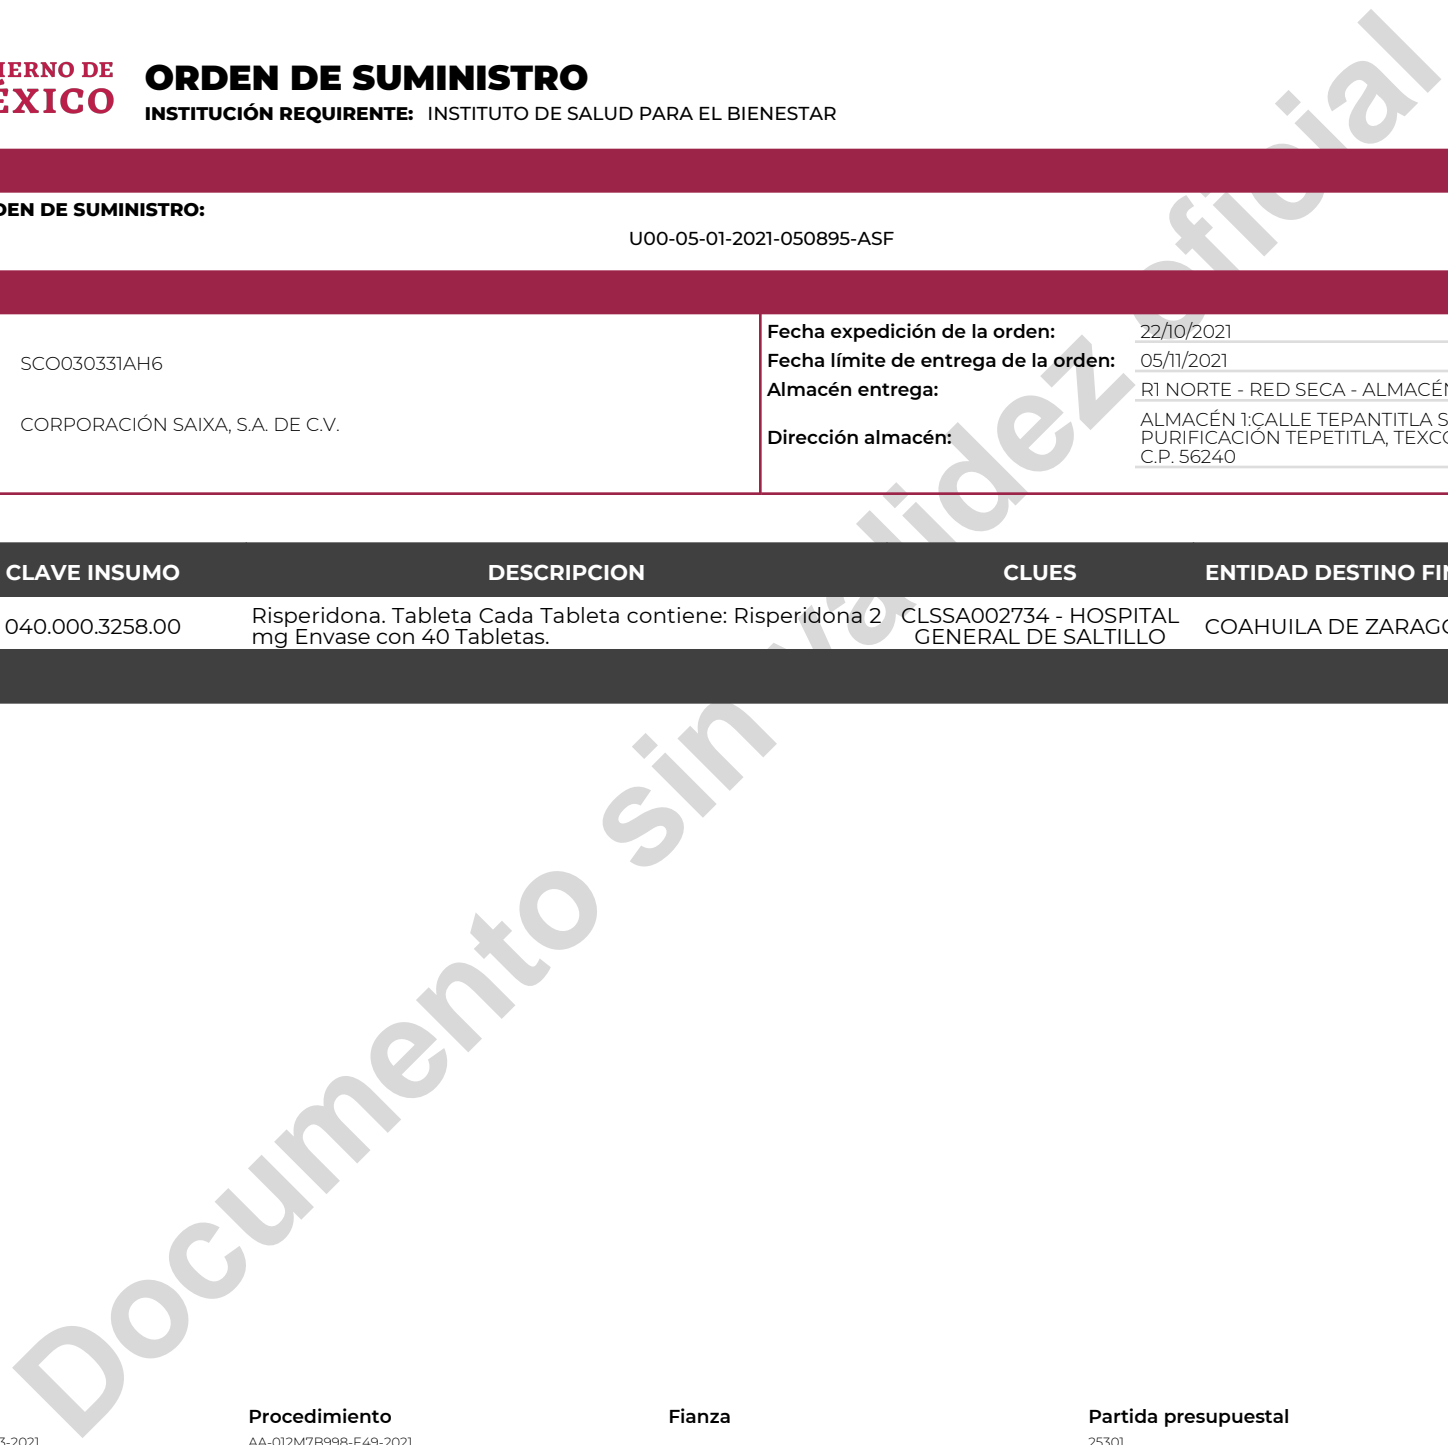 IERNO DE
ÉXICO
ORDEN DE SUMINISTRO
INSTITUCIÓN REQUIRENTE: INSTITUTO DE SALUD PARA EL BIENESTAR
DEN DE SUMINISTRO:
U00-05-01-2021-050895-ASF
SCO030331AH6
CORPORACIÓN SAIXA, S.A. DE C.V.
Fecha expedición de la orden: 22/10/2021
Fecha límite de entrega de la orden: 05/11/2021
Almacén entrega: R1 NORTE - RED SECA - ALMACÉN
Dirección almacén:
ALMACÉN 1:CALLE TEPANTITLA S
PURIFICACIÓN TEPETITLA, TEXCO
C.P. 56240
CLAVE INSUMO DESCRIPCION CLUES ENTIDAD DESTINO FIN
040.000.3258.00
Risperidona. Tableta Cada Tableta contiene: Risperidona 2
mg Envase con 40 Tabletas.
CLSSA002734 - HOSPITAL
GENERAL DE SALTILLO
COAHUILA DE ZARAGO
Documento sin validez oficial
Procedimiento Fianza Partida presupuestal
3-2021 AA-012M7B998-E49-2021 25301